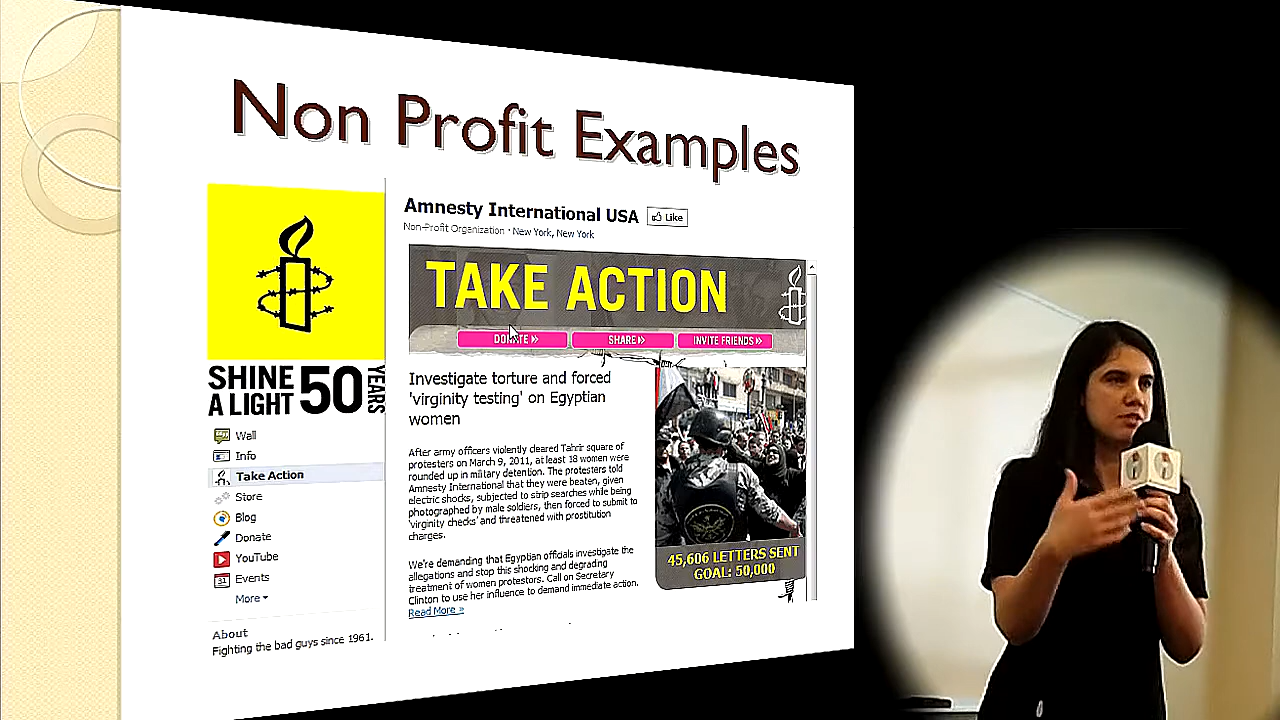 Non Profit Examples
Amnesty International USA Like
Non-Profit Organization · New York, New York
TAKE ACTION
DONATE » SHARE » INVITE FRIENDS »
SHINE
A LIGHT
50
YEARS
Wall
Info
Take Action
Store
Blog
Donate
YouTube
Events
31
More
About
Fighting the bad guys since 1961.
Investigate torture and forced
'virginity testing' on Egyptian
women
After army officers violently cleared Tahrir square of
protesters on March 9, 2011, at least 18 women were
rounded up in military detention. The protesters told
Amnesty International that they were beaten, given
electric shocks, subjected to strip searches while being
photographed by male soldiers, then forced to submit to
'virginity checks' and threatened with prostitution
charges.
We're demanding that Egyptian officials investigate the
allegations and stop this shocking and degrading
treatment of women protestors. Call on Secretary
Clinton to use her influence to demand immediate action.
Read More »
45,606 LETTERS SENT
GOAL: 50,000